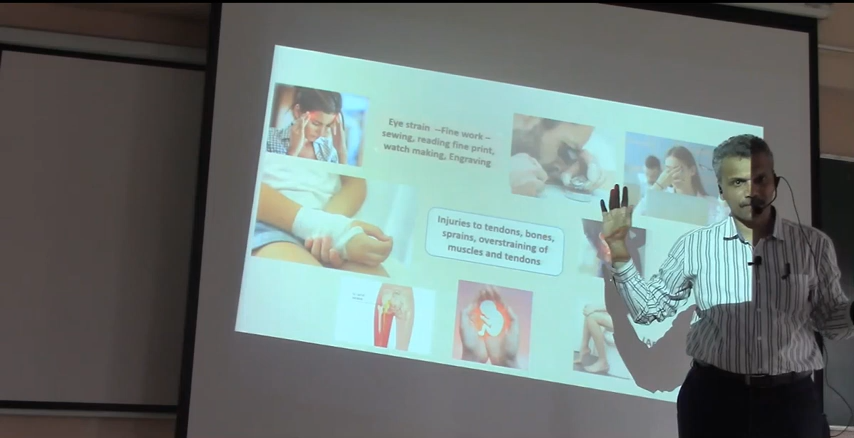 Eye strain –Fine work –
sewing, reading fine print,
watch making, Engraving
Injuries to tendons, bones,
sprains, overstraining of
muscles and tendons